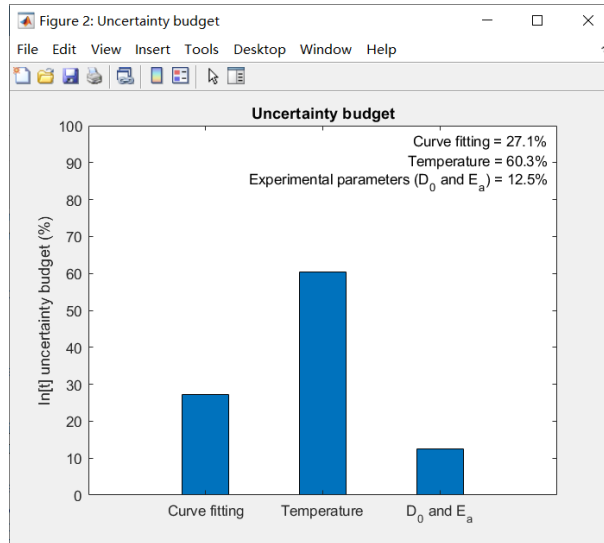 Figure 2: Uncertainty budget
File Edit View Insert Tools Desktop Window Help
Uncertainty budget
Curve fitting = 27.1%
Temperature = 60.3%
Experimental parameters (D₀ and Eₐ) = 12.5%
ln[t] uncertainty budget (%)
100
90
80
70
60
50
40
30
20
10
0
Curve fitting Temperature D₀ and Eₐ